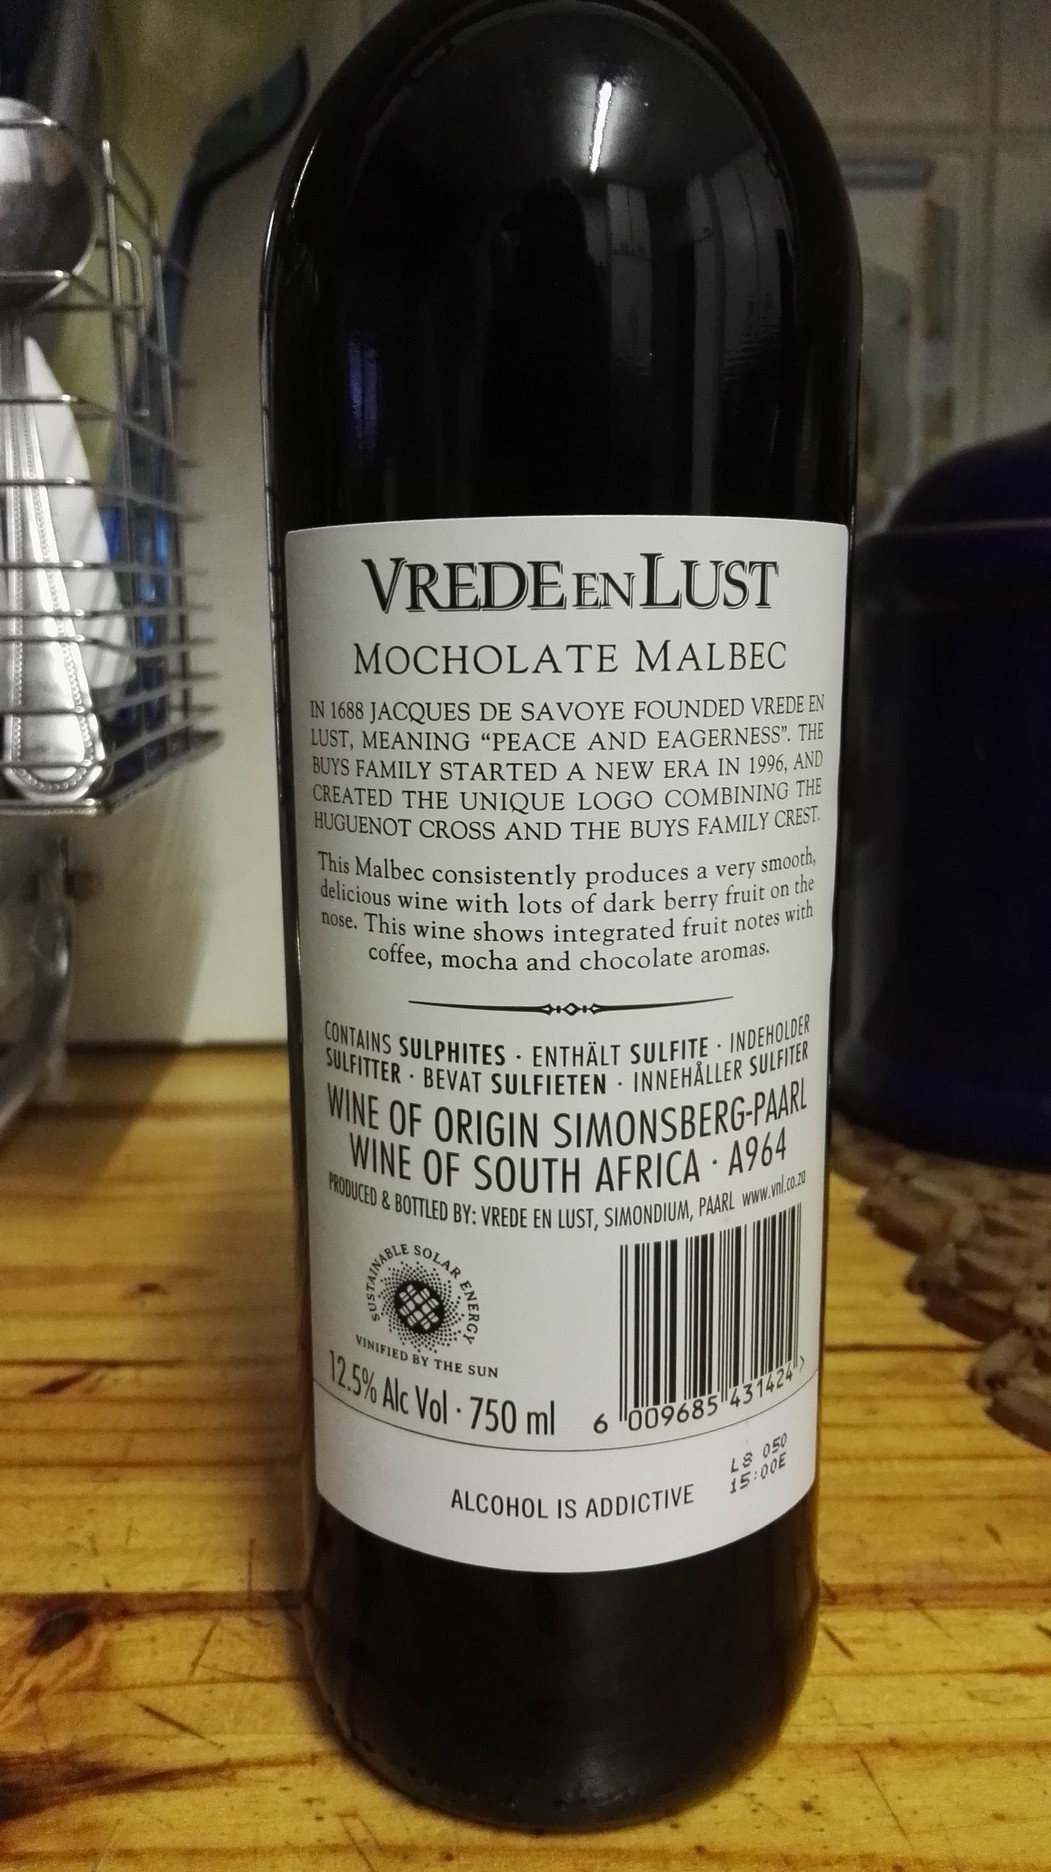 VREDE EN LUST
MOCHOLATE MALBEC
IN 1688 JACQUES DE SAVOYE FOUNDED VREDE EN
LUST, MEANING “PEACE AND EAGERNESS”. THE
BUYS FAMILY STARTED A NEW ERA IN 1996, AND
CREATED THE UNIQUE LOGO COMBINING THE
HUGUENOT CROSS AND THE BUYS FAMILY CREST.
This Malbec consistently produces a very smooth,
delicious wine with lots of dark berry fruit on the
nose. This wine shows integrated fruit notes with
coffee, mocha and chocolate aromas.
CONTAINS SULPHITES · ENTHÄLT SULFITE · INDEHOLDER
SULFITTER · BEVAT SULFIETEN · INNEHÅLLER SULFITER
WINE OF ORIGIN SIMONSBERG-PAARL
WINE OF SOUTH AFRICA · A964
PRODUCED & BOTTLED BY: VREDE EN LUST, SIMONDIUM, PAARL www.vnl.co.za
SUSTAINABLE SOLAR ENERGY
VINIFIED BY THE SUN
12.5% Alc Vol · 750 ml
6 009685 431424 >
L8 050
15:00E
ALCOHOL IS ADDICTIVE